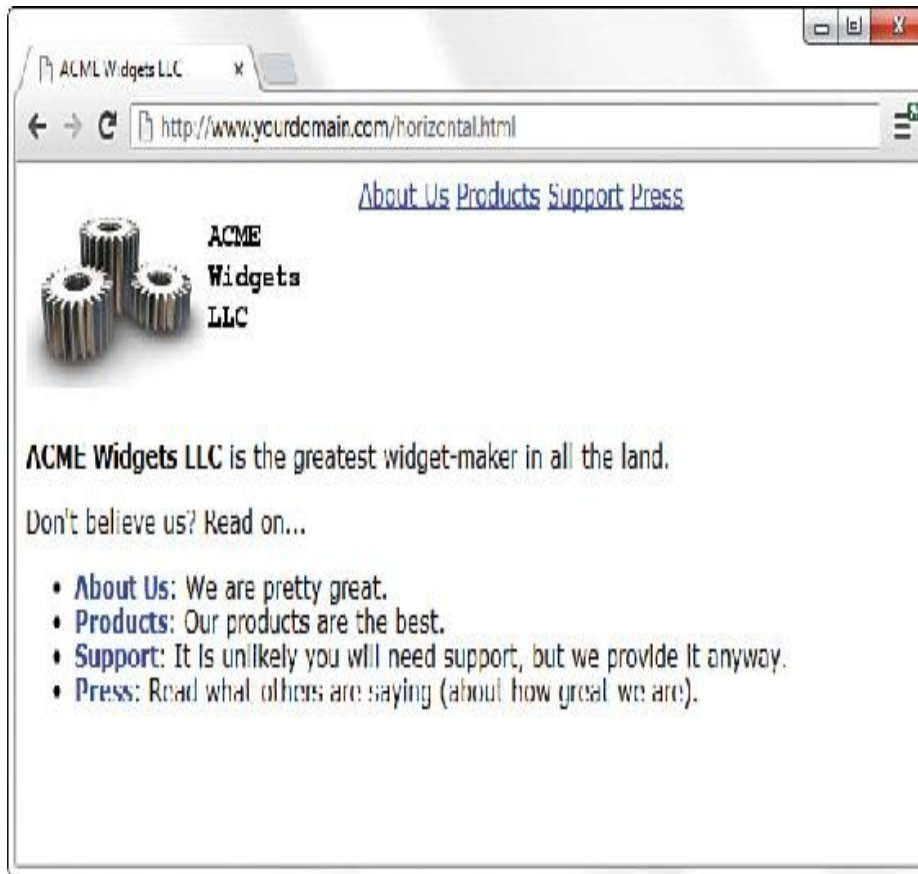 ACME Widgets LLC
http://www.yourdomain.com/horizontal.html
About Us Products Support Press
ACME
Widgets
LLC
ACME Widgets LLC is the greatest widget-maker in all the land.
Don't believe us? Read on...
• About Us: We are pretty great.
• Products: Our products are the best.
• Support: It is unlikely you will need support, but we provide it anyway.
• Press: Read what others are saying (about how great we are).